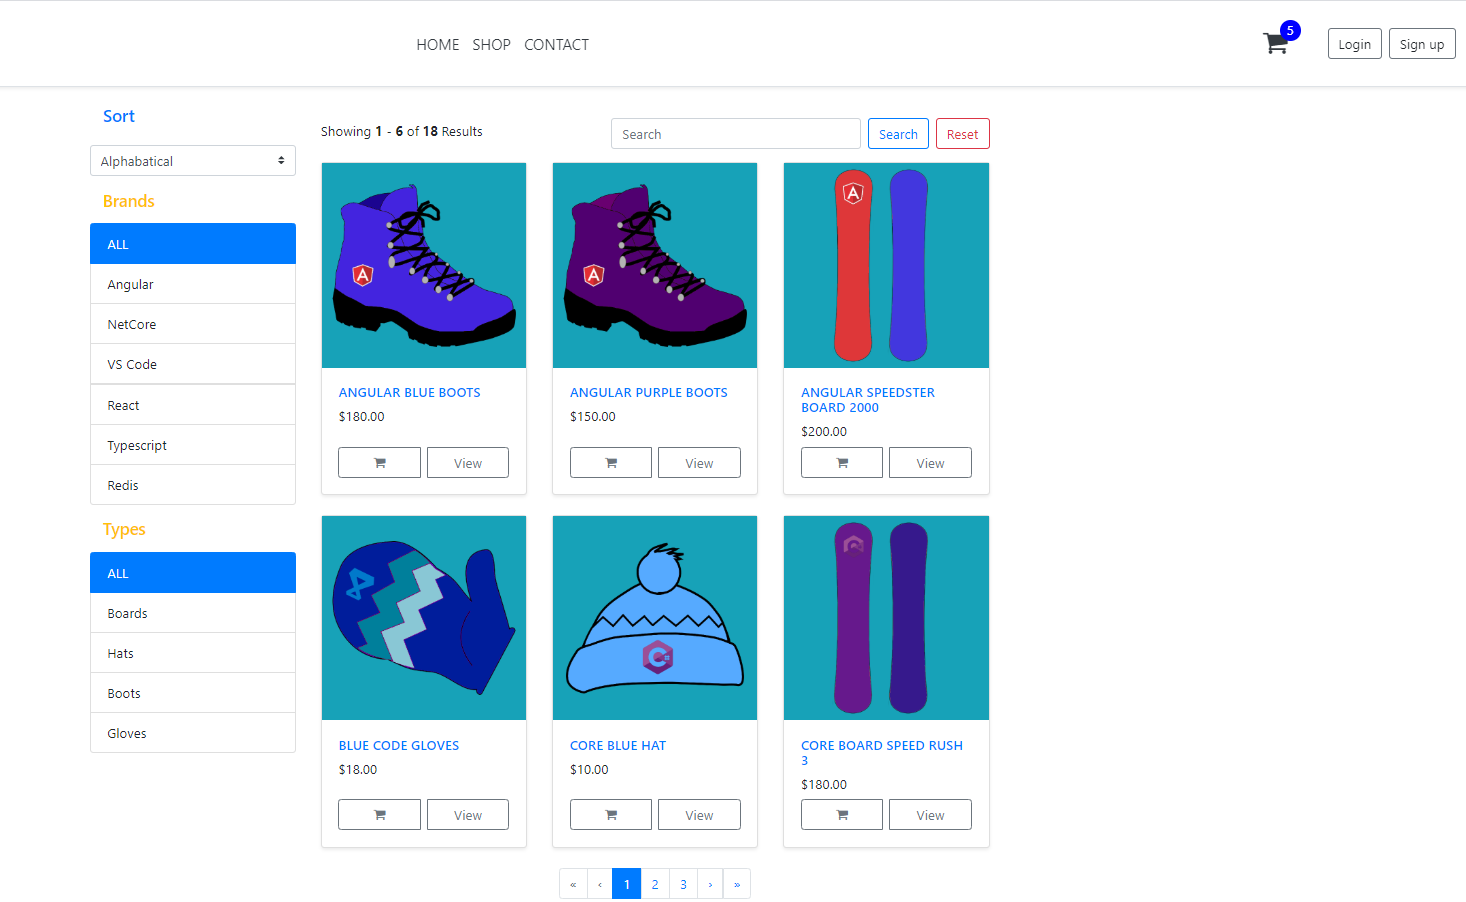 HOME SHOP CONTACT
5
Login
Sign up
Sort
Alphabatical
Brands
ALL
Angular
NetCore
VS Code
React
Typescript
Redis
Types
ALL
Boards
Hats
Boots
Gloves
Showing 1 - 6 of 18 Results
Search
Search
Reset
A
ANGULAR BLUE BOOTS
$180.00
View
A
ANGULAR PURPLE BOOTS
$150.00
View
A
ANGULAR SPEEDSTER
BOARD 2000
$200.00
View
BLUE CODE GLOVES
$18.00
View
C#
CORE BLUE HAT
$10.00
View
CORE BOARD SPEED RUSH
3
$180.00
View
« ‹ 1 2 3 › »